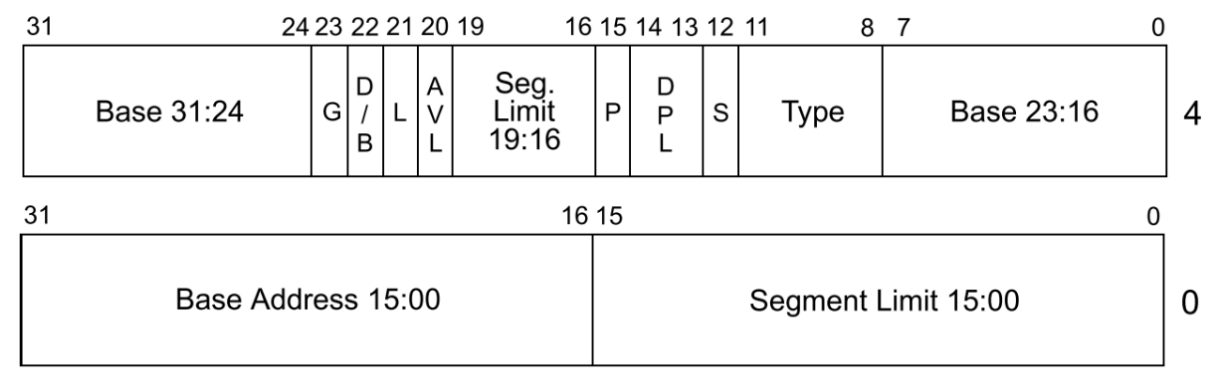 31 24 23 22 21 20 19 16 15 14 13 12 11 8 7 0
Base 31:24 G D/B L AVL Seg. Limit 19:16 P DPL S Type Base 23:16 4
31 16 15 0
Base Address 15:00 Segment Limit 15:00 0